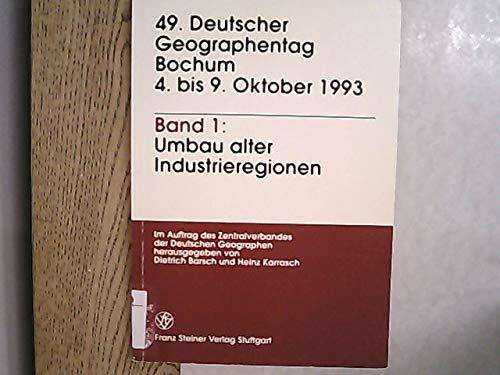 49. Deutscher
Geographentag
Bochum
4. bis 9. Oktober 1993
Band 1:
Umbau alter
Industrieregionen
Im Auftrag des Zentralverbandes
der Deutschen Geographen
herausgegeben von
Dietrich Barsch und Heinz Karrasch
Franz Steiner Verlag Stuttgart